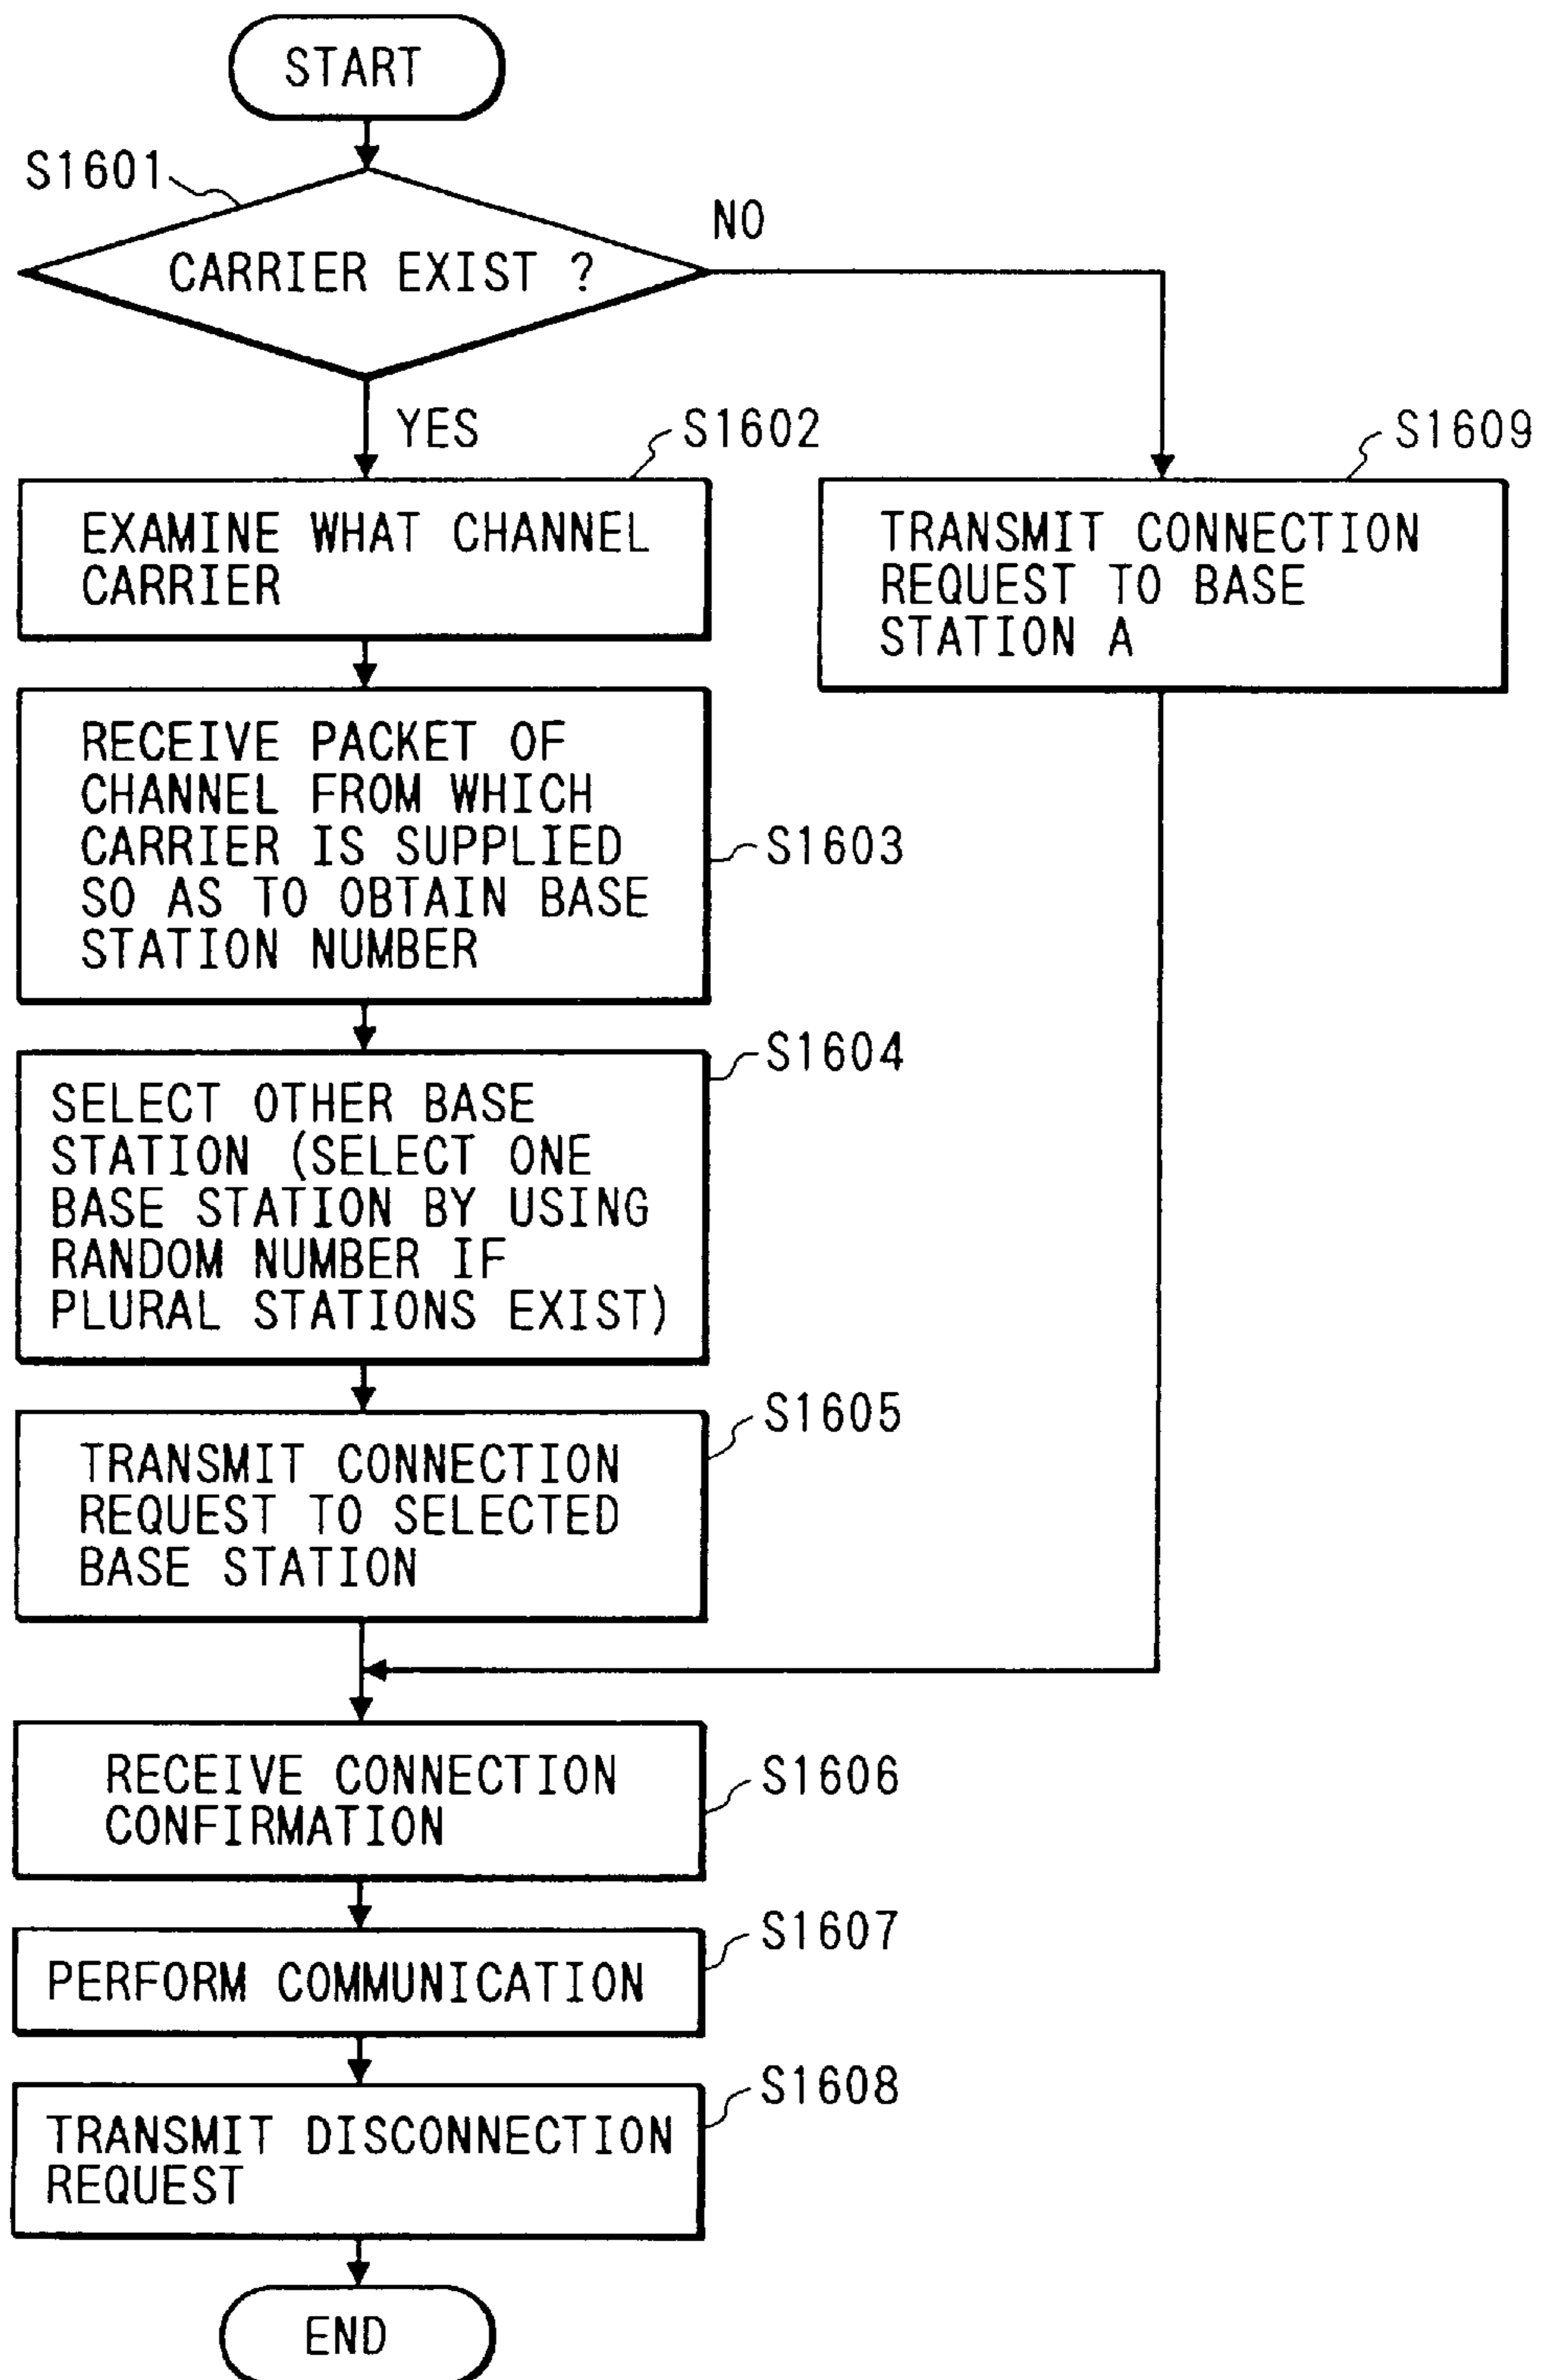 START
S1601
CARRIER EXIST ?
NO
YES
S1602
EXAMINE WHAT CHANNEL
CARRIER
S1609
TRANSMIT CONNECTION
REQUEST TO BASE
STATION A
RECEIVE PACKET OF
CHANNEL FROM WHICH
CARRIER IS SUPPLIED
SO AS TO OBTAIN BASE
STATION NUMBER
S1603
S1604
SELECT OTHER BASE
STATION (SELECT ONE
BASE STATION BY USING
RANDOM NUMBER IF
PLURAL STATIONS EXIST)
S1605
TRANSMIT CONNECTION
REQUEST TO SELECTED
BASE STATION
RECEIVE CONNECTION
CONFIRMATION
S1606
S1607
PERFORM COMMUNICATION
S1608
TRANSMIT DISCONNECTION
REQUEST
END